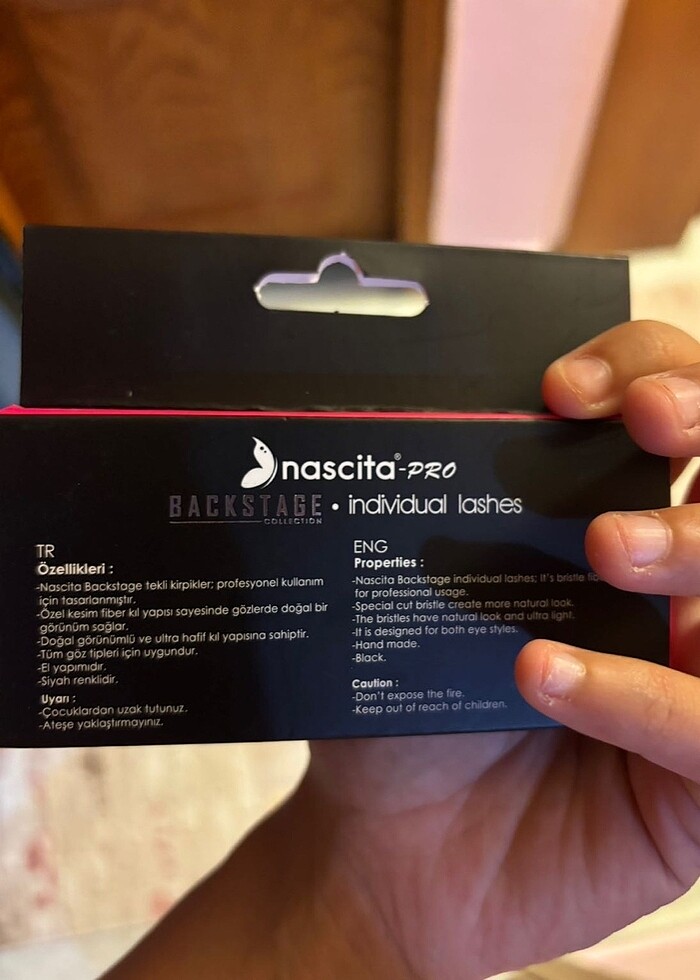 nascita®-PRO
BACKSTAGE • individual lashes
COLLECTION
TR
Özellikleri :
-Nascita Backstage tekli kirpikler; profesyonel kullanım
için tasarlanmıştır.
-Özel kesim fiber kıl yapısı sayesinde gözlerde doğal bir
görünüm sağlar.
-Doğal görünümlü ve ultra hafif kıl yapısına sahiptir.
-Tüm göz tipleri için uygundur.
-El yapımıdır.
-Siyah renklidir.
Uyarı :
-Çocuklardan uzak tutunuz.
-Ateşe yaklaştırmayınız.
ENG
Properties :
-Nascita Backstage individual lashes; it's bristle
for professional usage.
-Special cut bristle create more natural look.
-The bristles have natural look and ultra light.
-It is designed for both eye styles.
-Hand made.
-Black.
Caution :
-Don't expose the fire.
-Keep out of reach of children.